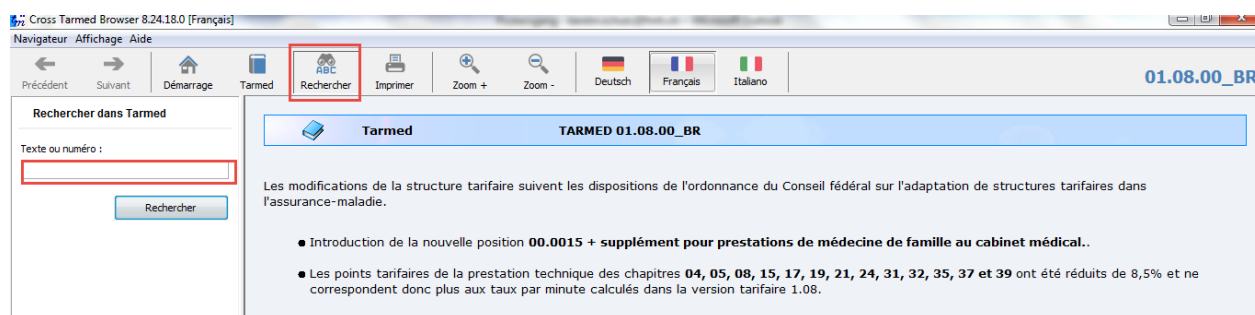 Cross Tarmed Browser 8.24.18.0 [Français]
Navigateur Affichage Aide
Précédent Suivant Démarrage Tarmed ABC Rechercher Imprimer Zoom + Zoom - Deutsch Français Italiano 01.08.00_BR
Rechercher dans Tarmed
Texte ou numéro :
Rechercher
Tarmed TARMED 01.08.00_BR
Les modifications de la structure tarifaire suivent les dispositions de l'ordonnance du Conseil fédéral sur l'adaptation de structures tarifaires dans
l'assurance-maladie.
Introduction de la nouvelle position 00.0015 + supplément pour prestations de médecine de famille au cabinet médical..
Les points tarifaires de la prestation technique des chapitres 04, 05, 08, 15, 17, 19, 21, 24, 31, 32, 35, 37 et 39 ont été réduits de 8,5% et ne
correspondent donc plus aux taux par minute calculés dans la version tarifaire 1.08.